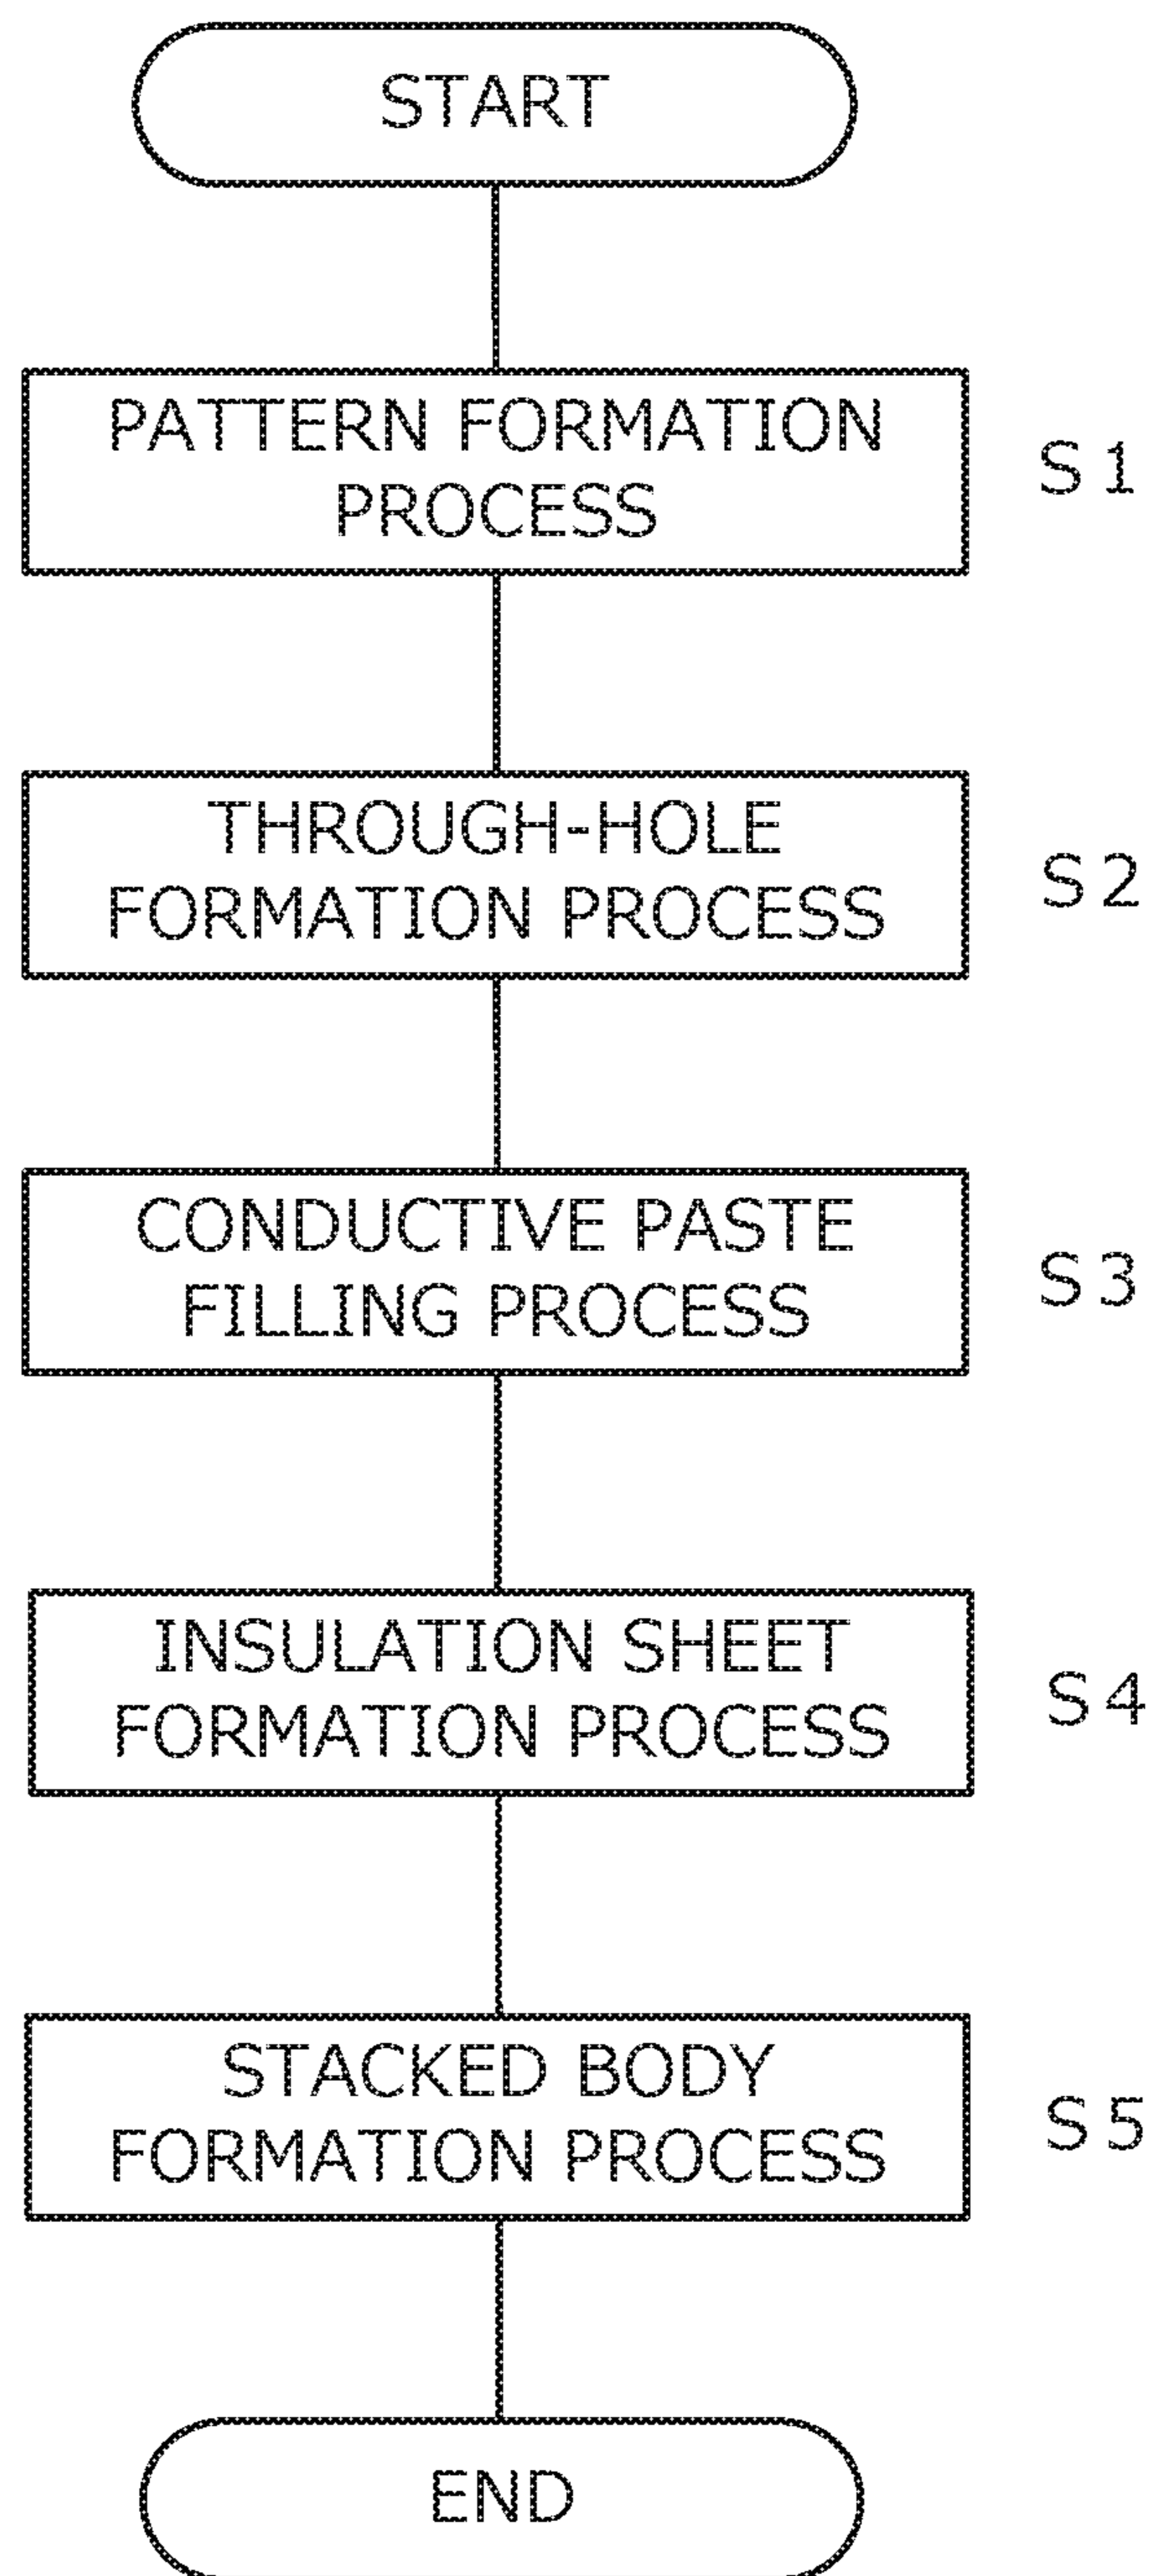 START
PATTERN FORMATION
PROCESS
S1
THROUGH-HOLE
FORMATION PROCESS
S2
CONDUCTIVE PASTE
FILLING PROCESS
S3
INSULATION SHEET
FORMATION PROCESS
S4
STACKED BODY
FORMATION PROCESS
S5
END